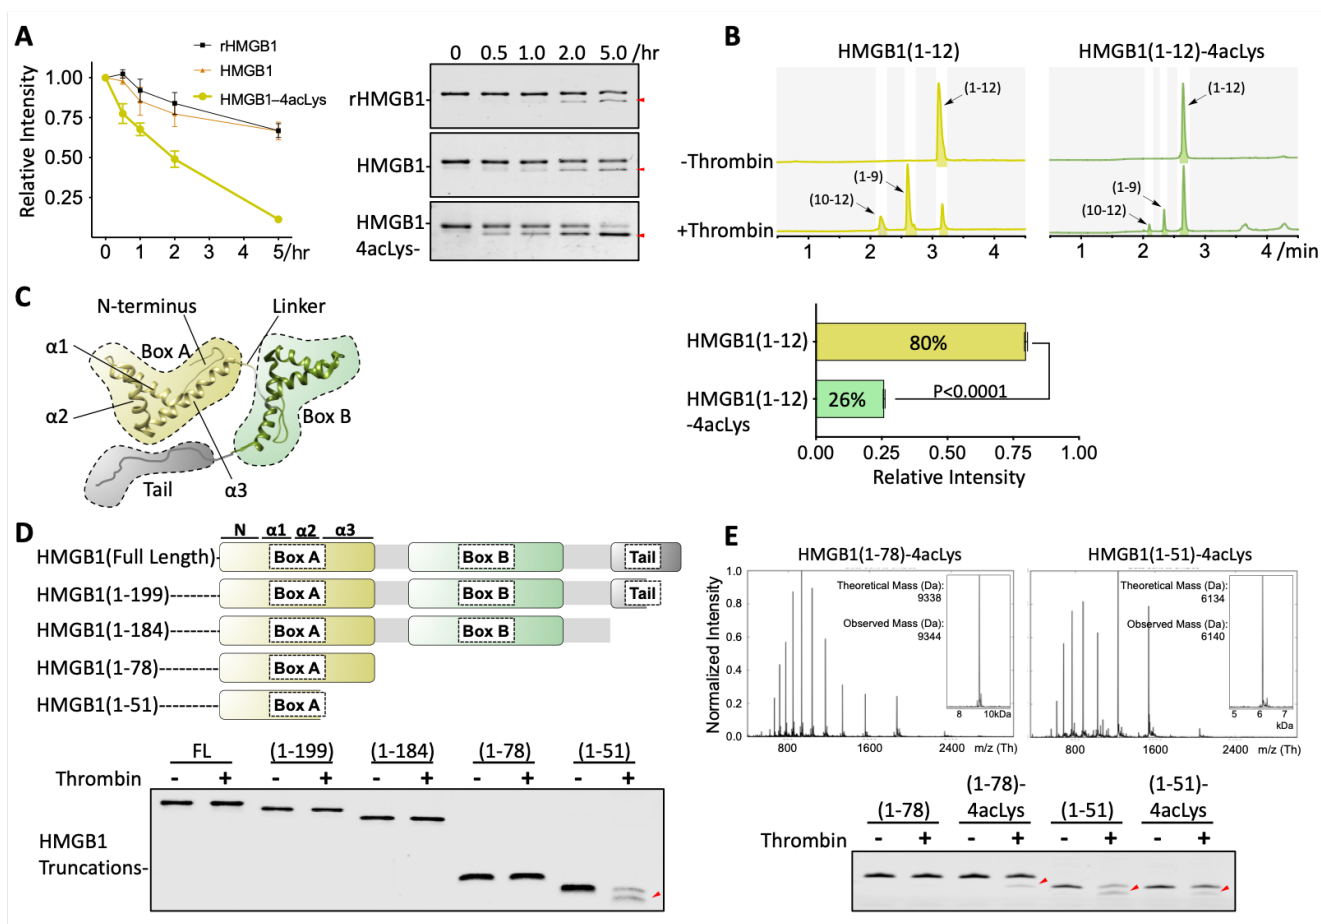 A
rHMGB1
HMGB1
HMGB1–4acLys
Relative Intensity
1.00
0.75
0.50
0.25
0 1 2 3 4 5/hr
0 0.5 1.0 2.0 5.0 /hr
rHMGB1-
HMGB1-
HMGB1
4acLys-
B
HMGB1(1-12)
HMGB1(1-12)-4acLys
(1-12)
(1-12)
-Thrombin
(1-9)
(10-12)
(1-9)
(10-12)
+Thrombin
1 2 3 4
1 2 3 4 /min
HMGB1(1-12)
80%
HMGB1(1-12)
-4acLys
26%
P<0.0001
0.00 0.25 0.50 0.75 1.00
Relative Intensity
C
N-terminus
Linker
α1
Box A
α2
Box B
Tail
α3
D
N α1 α2 α3
HMGB1(Full Length)- Box A Box B Tail
HMGB1(1-199)------- Box A Box B Tail
HMGB1(1-184)------- Box A Box B
HMGB1(1-78)-------- Box A
HMGB1(1-51)-------- Box A
FL (1-199) (1-184) (1-78) (1-51)
Thrombin - + - + - + - + - +
HMGB1
Truncations-
E
HMGB1(1-78)-4acLys
HMGB1(1-51)-4acLys
Normalized Intensity
1.0
0.8
0.6
0.4
0.2
0.0
Theoretical Mass (Da):
9338
Observed Mass (Da):
9344
8 10kDa
800 1600 2400 m/z (Th)
Theoretical Mass (Da):
6134
Observed Mass (Da):
6140
5 6 7
kDa
800 1600 2400 m/z (Th)
(1-78)
(1-78)-
4acLys
(1-51)
(1-51)-
4acLys
Thrombin - + - + - + - +